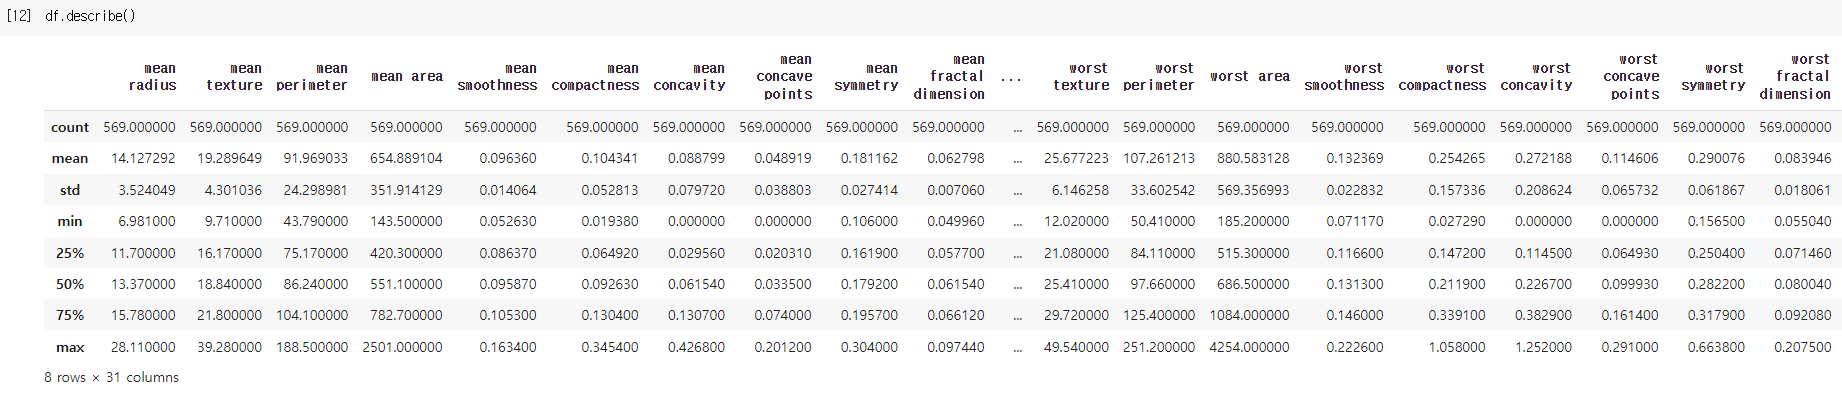 [12] df.describe()
mean radius mean texture mean perimeter mean area mean smoothness mean compactness mean concavity mean concave points mean symmetry mean fractal dimension ... worst texture worst perimeter worst area worst smoothness worst compactness worst concavity worst concave points worst symmetry worst fractal dimension
count 569.000000 569.000000 569.000000 569.000000 569.000000 569.000000 569.000000 569.000000 569.000000 569.000000 ... 569.000000 569.000000 569.000000 569.000000 569.000000 569.000000 569.000000 569.000000 569.000000
mean 14.127292 19.289649 91.969033 654.889104 0.096360 0.104341 0.088799 0.048919 0.181162 0.062798 ... 25.677223 107.261213 880.583128 0.132369 0.254265 0.272188 0.114606 0.290076 0.083946
std 3.524049 4.301036 24.298981 351.914129 0.014064 0.052813 0.079720 0.038803 0.027414 0.007060 ... 6.146258 33.602542 569.356993 0.022832 0.157336 0.208624 0.065732 0.061867 0.018061
min 6.981000 9.710000 43.790000 143.500000 0.052630 0.019380 0.000000 0.000000 0.106000 0.049960 ... 12.020000 50.410000 185.200000 0.071170 0.027290 0.000000 0.000000 0.156500 0.055040
25% 11.700000 16.170000 75.170000 420.300000 0.086370 0.064920 0.029560 0.020310 0.161900 0.057700 ... 21.080000 84.110000 515.300000 0.116600 0.147200 0.114500 0.064930 0.250400 0.071460
50% 13.370000 18.840000 86.240000 551.100000 0.095870 0.092630 0.061540 0.033500 0.179200 0.061540 ... 25.410000 97.660000 686.500000 0.131300 0.211900 0.226700 0.099930 0.282200 0.080040
75% 15.780000 21.800000 104.100000 782.700000 0.105300 0.130400 0.130700 0.074000 0.195700 0.066120 ... 29.720000 125.400000 1084.000000 0.146000 0.339100 0.382900 0.161400 0.317900 0.092080
max 28.110000 39.280000 188.500000 2501.000000 0.163400 0.345400 0.426800 0.201200 0.304000 0.097440 ... 49.540000 251.200000 4254.000000 0.222600 1.058000 1.252000 0.291000 0.663800 0.207500
8 rows × 31 columns